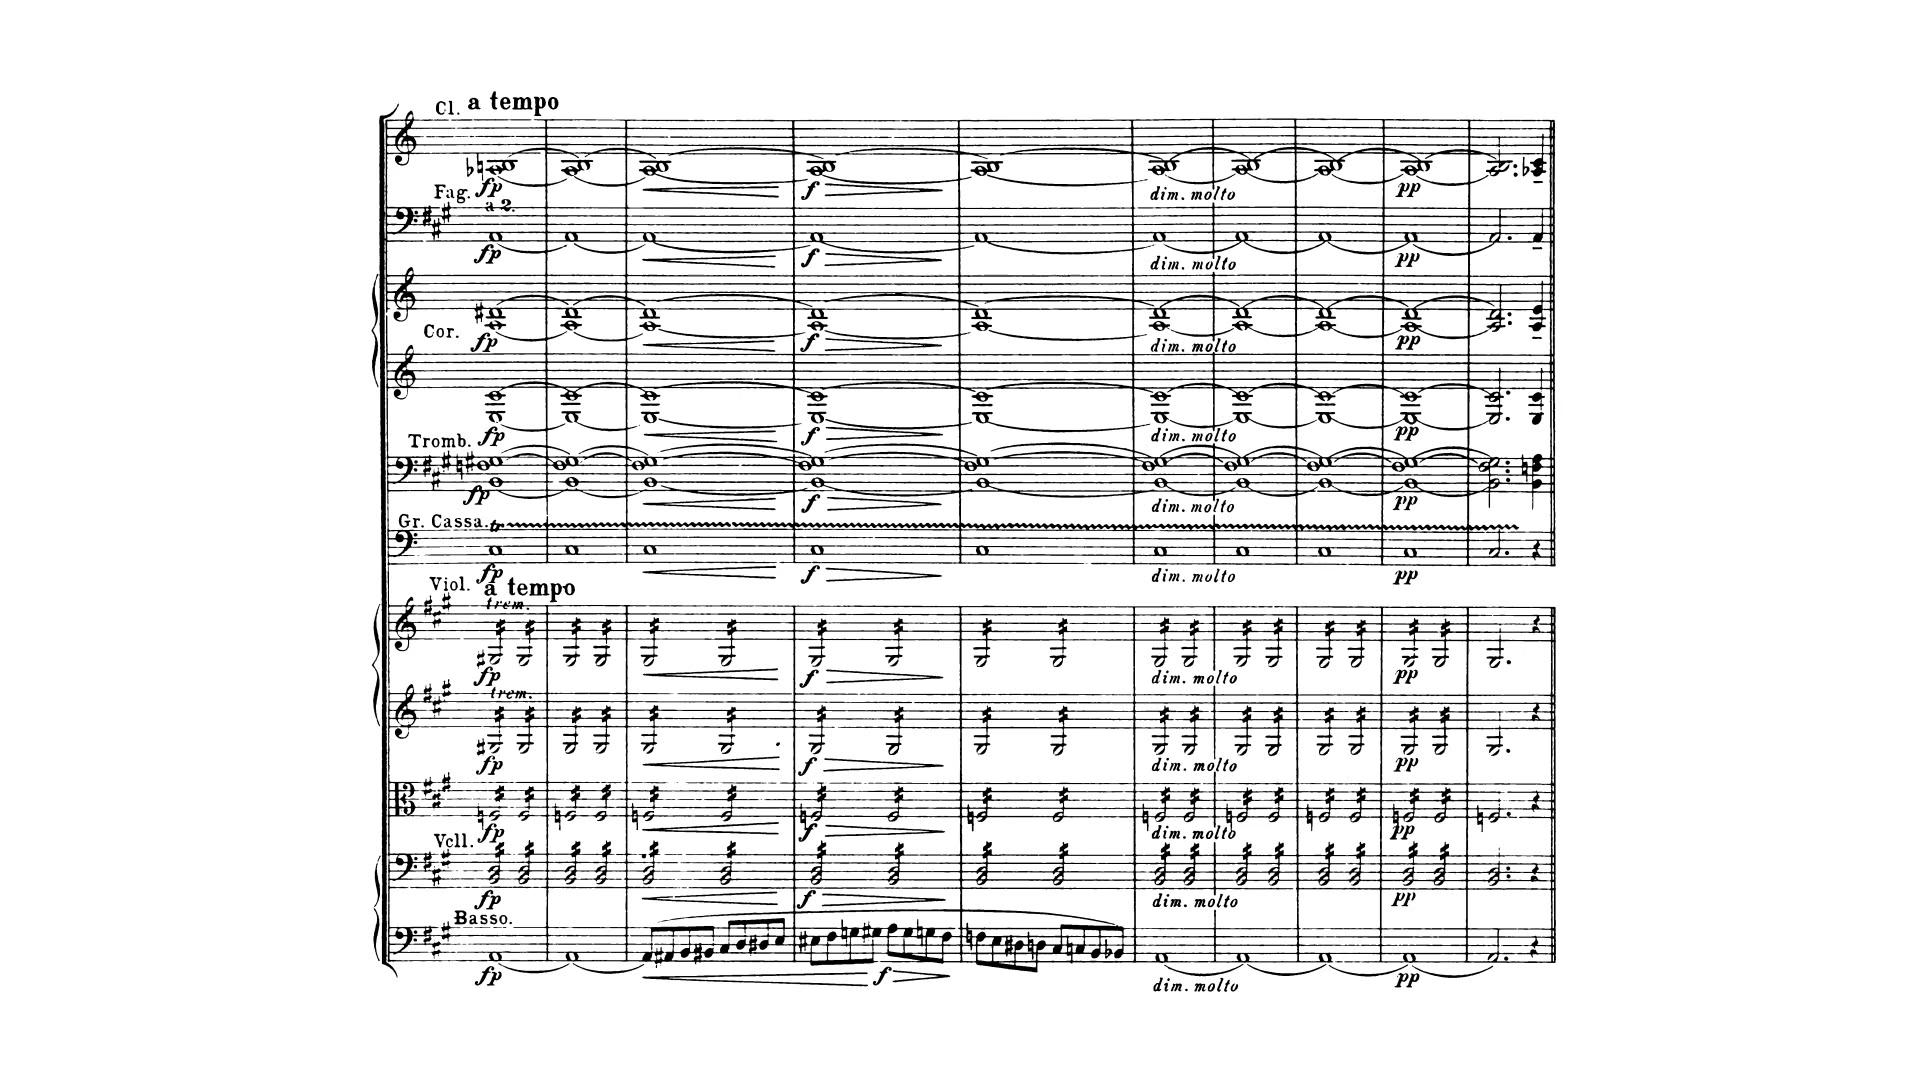 Cl. a tempo
fp f dim. molto pp
Fag. a 2.
fp f dim. molto pp
Cor.
fp f dim. molto pp
fp f dim. molto pp
Tromb.
fp f dim. molto pp
Gr. Cassa. tr
fp f dim. molto pp
Viol. a tempo
trem.
fp f dim. molto pp
trem.
fp f dim. molto pp
fp f dim. molto pp
Vcll.
fp f dim. molto pp
Basso.
fp f dim. molto pp